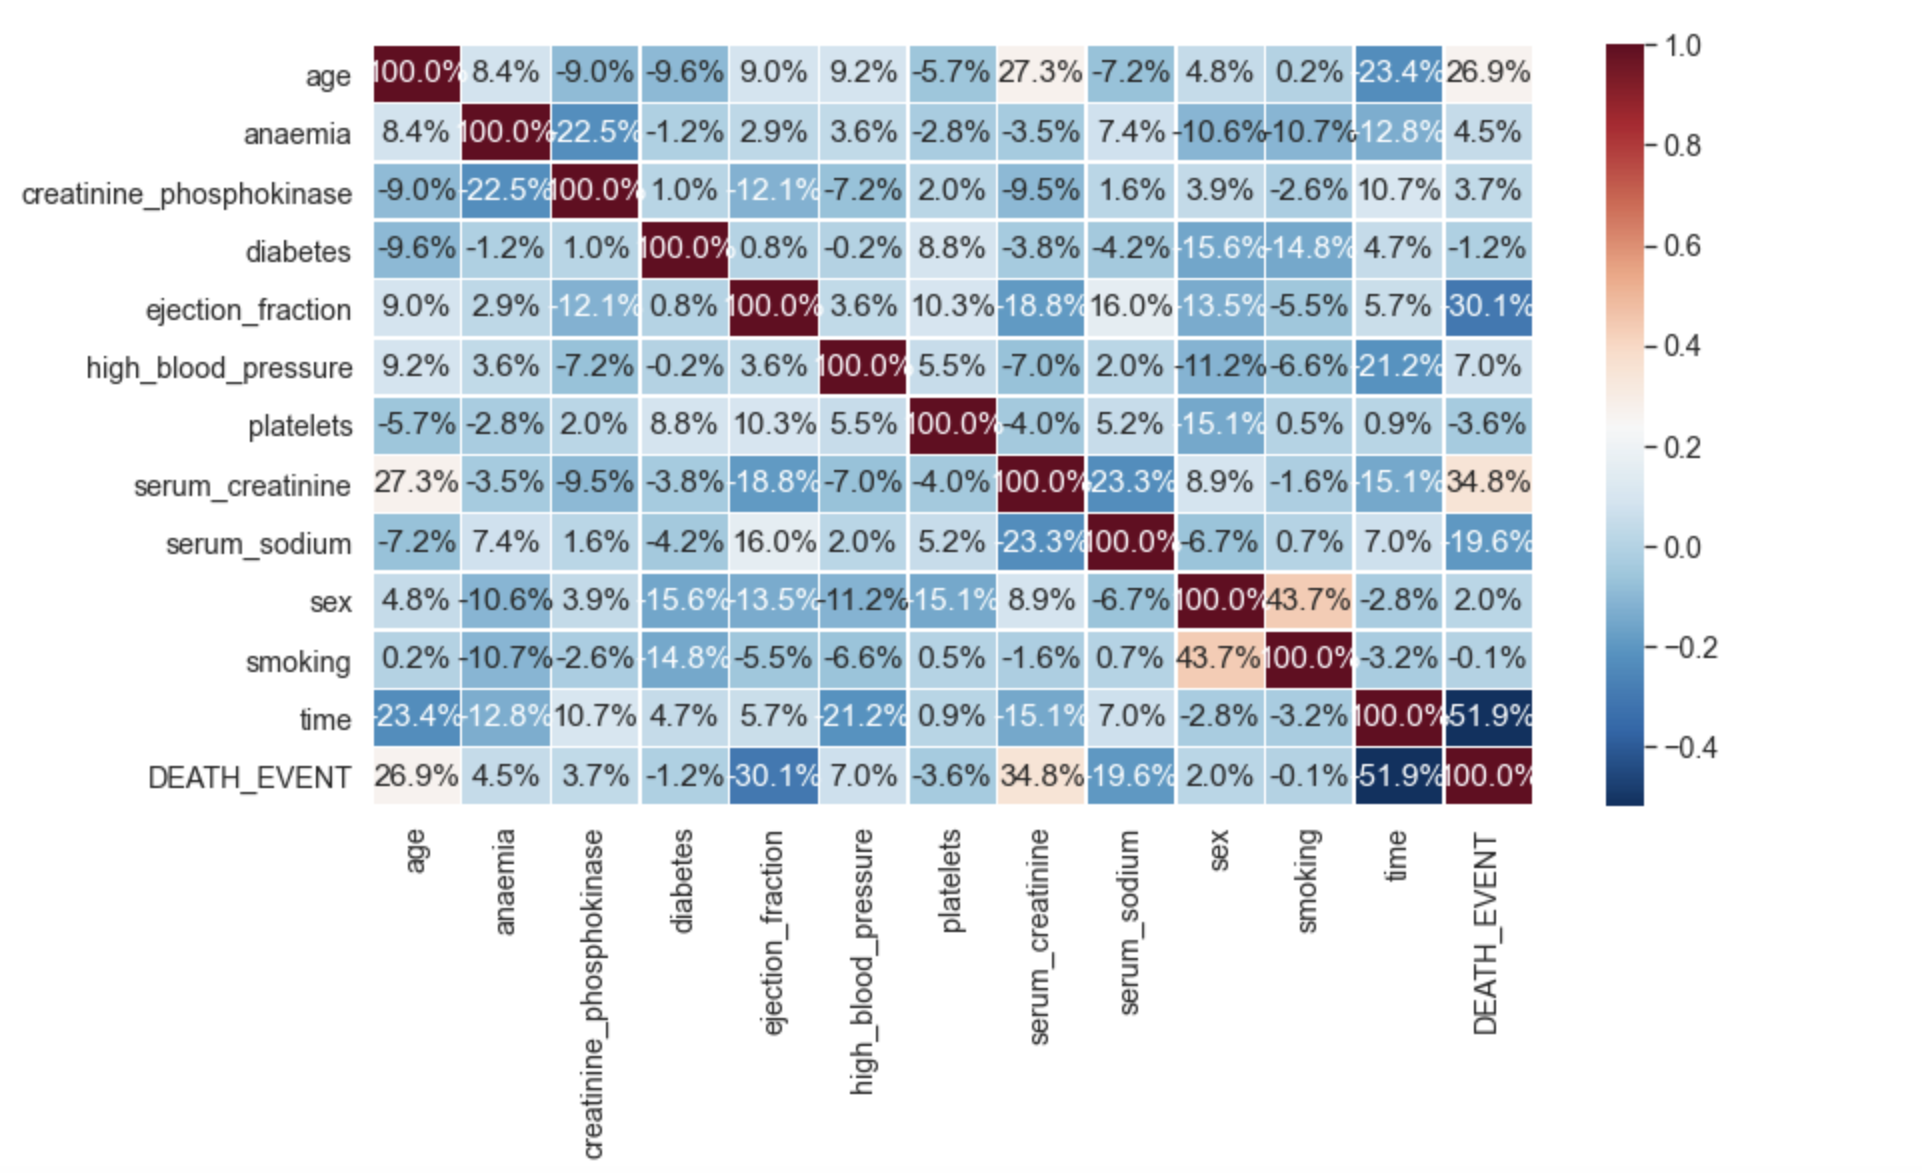 age 100.0% 8.4% -9.0% -9.6% 9.0% 9.2% -5.7% 27.3% -7.2% 4.8% 0.2% -23.4% 26.9%
anaemia 8.4% 100.0% -22.5% -1.2% 2.9% 3.6% -2.8% -3.5% 7.4% -10.6% -10.7% -12.8% 4.5%
creatinine_phosphokinase -9.0% -22.5% 100.0% 1.0% -12.1% -7.2% 2.0% -9.5% 1.6% 3.9% -2.6% 10.7% 3.7%
diabetes -9.6% -1.2% 1.0% 100.0% 0.8% -0.2% 8.8% -3.8% -4.2% -15.6% -14.8% 4.7% -1.2%
ejection_fraction 9.0% 2.9% -12.1% 0.8% 100.0% 3.6% 10.3% -18.8% 16.0% -13.5% -5.5% 5.7% -30.1%
high_blood_pressure 9.2% 3.6% -7.2% -0.2% 3.6% 100.0% 5.5% -7.0% 2.0% -11.2% -6.6% -21.2% 7.0%
platelets -5.7% -2.8% 2.0% 8.8% 10.3% 5.5% 100.0% -4.0% 5.2% -15.1% 0.5% 0.9% -3.6%
serum_creatinine 27.3% -3.5% -9.5% -3.8% -18.8% -7.0% -4.0% 100.0% -23.3% 8.9% -1.6% -15.1% 34.8%
serum_sodium -7.2% 7.4% 1.6% -4.2% 16.0% 2.0% 5.2% -23.3% 100.0% -6.7% 0.7% 7.0% -19.6%
sex 4.8% -10.6% 3.9% -15.6% -13.5% -11.2% -15.1% 8.9% -6.7% 100.0% 43.7% -2.8% 2.0%
smoking 0.2% -10.7% -2.6% -14.8% -5.5% -6.6% 0.5% -1.6% 0.7% 43.7% 100.0% -3.2% -0.1%
time -23.4% -12.8% 10.7% 4.7% 5.7% -21.2% 0.9% -15.1% 7.0% -2.8% -3.2% 100.0% -51.9%
DEATH_EVENT 26.9% 4.5% 3.7% -1.2% -30.1% 7.0% -3.6% 34.8% -19.6% 2.0% -0.1% -51.9% 100.0%
age
anaemia
creatinine_phosphokinase
diabetes
ejection_fraction
high_blood_pressure
platelets
serum_creatinine
serum_sodium
sex
smoking
time
DEATH_EVENT
1.0
0.8
0.6
0.4
0.2
0.0
−0.2
−0.4